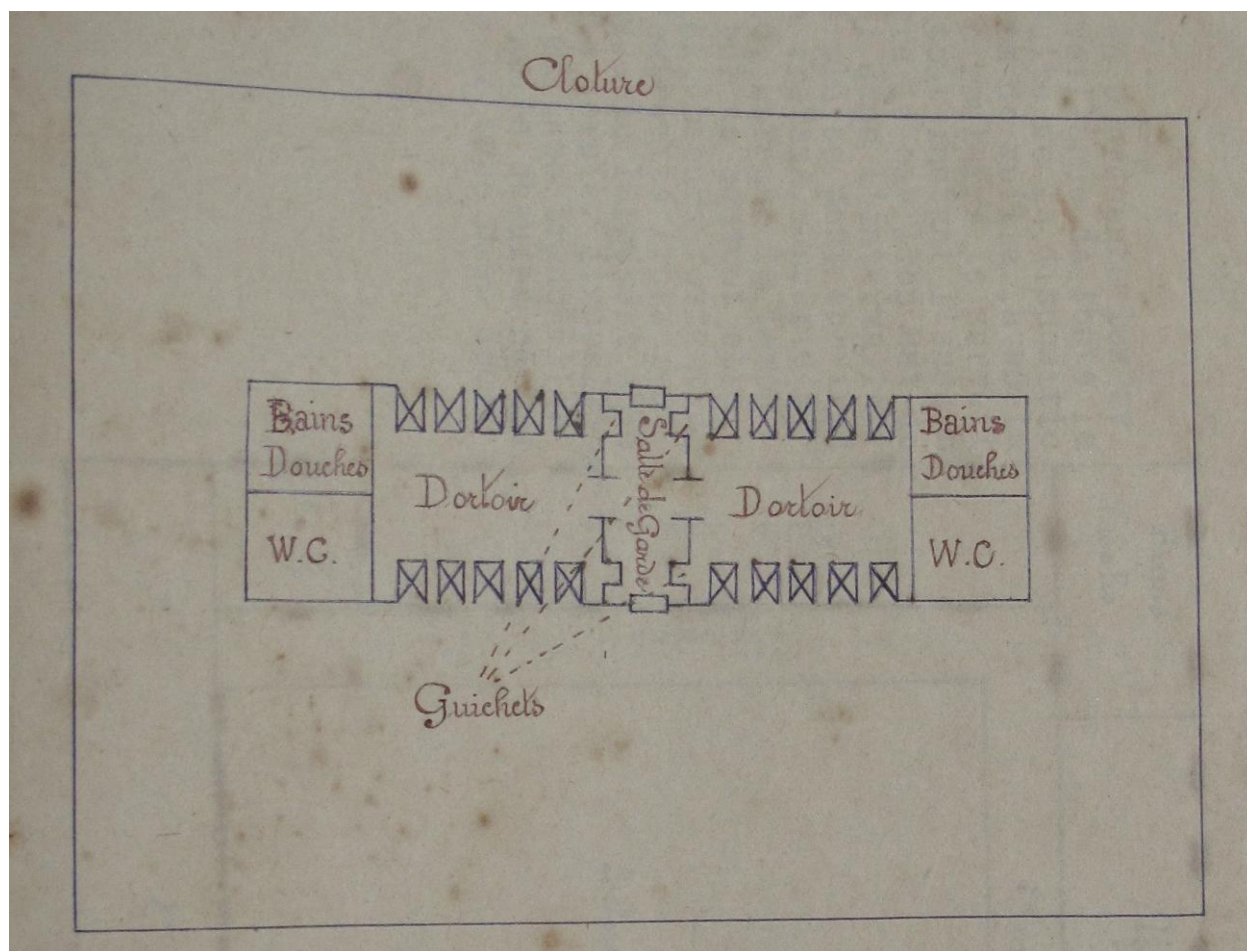 Cloture
Bains
Douches
W.C.
Dortoir
Salle de Garde
Dortoir
Bains
Douches
W.C.
Guichets